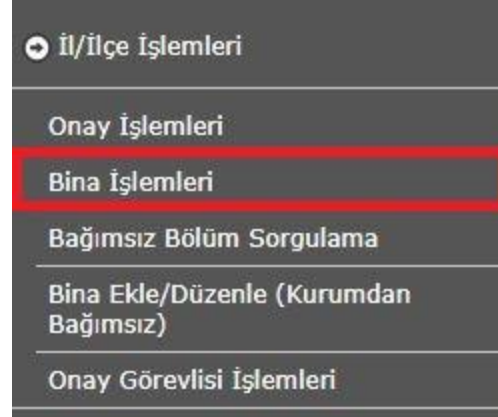 İl/İlçe İşlemleri
Onay İşlemleri
Bina İşlemleri
Bağımsız Bölüm Sorgulama
Bina Ekle/Düzenle (Kurumdan
Bağımsız)
Onay Görevlisi İşlemleri